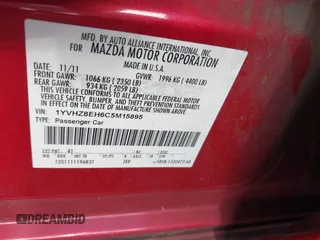 MFD. BY AUTO ALLIANCE INTERNATIONAL, INC.
FOR MAZDA MOTOR CORPORATION
11/11 MADE IN U.S.A.
FRONT GAWR: 1066 KG ( 2350 LB) GVWR: 1996 KG ( 4400 LB)
REAR GAWR: 934 KG ( 2059 LB)
THIS VEHICLE CONFORMS TO ALL APPLICABLE FEDERAL MOTOR
VEHICLE SAFETY, BUMPER, AND THEFT PREVENTION STANDARDS IN
EFFECT ON THE DATE OF MANUFACTURE SHOWN ABOVE.
1YVHZ8EH6C5M15895
TYPE: Passenger Car
EXT PNT: 41
DREAMBID